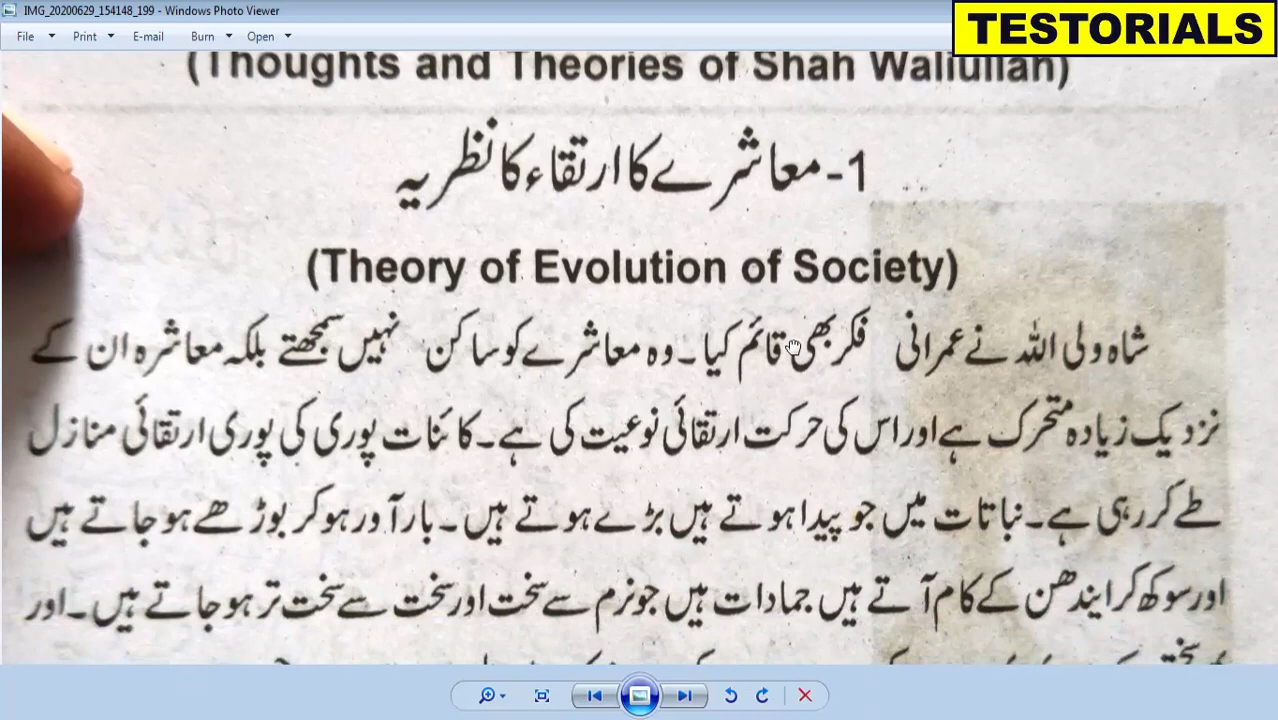 IMG_20200629_154148_199 - Windows Photo Viewer
TESTORIALS
File Print E-mail Burn Open
(Thoughts and Theories of Shah Waliullah)
1- معاشرے کا ارتقاء کا نظریہ
(Theory of Evolution of Society)
شاہ ولی اللہ نے عمرانی فکر بھی قائم کیا۔ وہ معاشرے کو ساکن نہیں سمجھتے بلکہ معاشرہ ان کے
نزدیک زیادہ متحرک ہے اور اس کی حرکت ارتقائی نوعیت کی ہے۔ کائنات پوری کی پوری ارتقائی منازل
طے کر رہی ہے۔ نباتات میں جو پیدا ہوتے ہیں بڑے ہوتے ہیں۔ بار آور ہو کر بوڑھے ہو جاتے ہیں
اور سوکھ کر ایندھن کے کام آتے ہیں جمادات ہیں جو نرم سے سخت اور سخت سے سخت تر ہو جاتے ہیں۔ اور